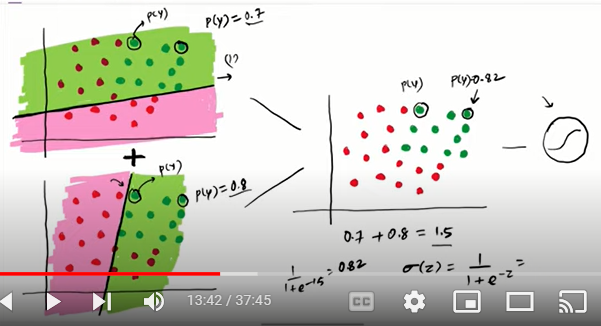 P(Y)
P(Y) = 0.7
P(Y)
P(Y) = 0.8
P(Y)
P(Y) = 0.82
0.7 + 0.8 = 1.5
1/1+e^-1.5 = 0.82
σ(z) = 1/1+e^-z =
13:42 / 37:45
CC